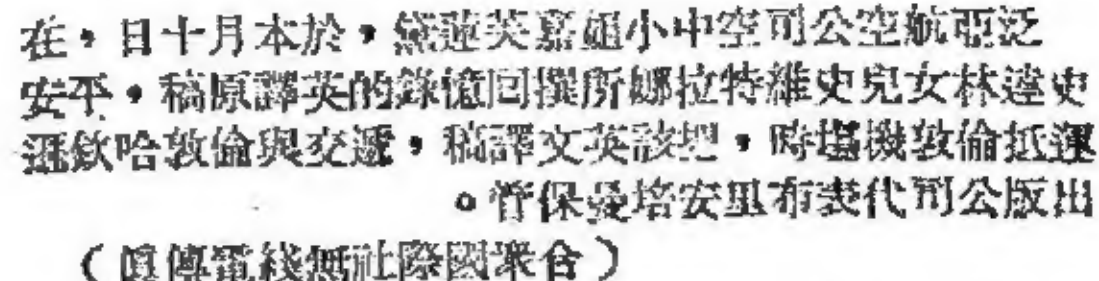 泛亞航空公司空中小姐嘉芙蓮，於本月十日，在
史達林女兒史維特拉娜所撰回憶錄的英譯原稿，平安
運抵倫敦機塲時，把該英文譯稿，遞交與倫敦哈欽遜
出版公司代表布里安培曼保管。
（合衆國際社無綫電傳眞）